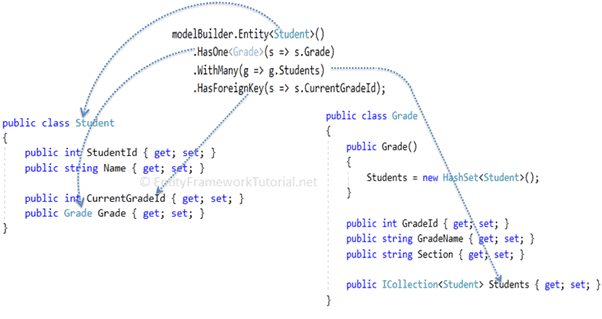 modelBuilder.Entity<Student>()
.HasOne<Grade>(s => s.Grade)
.WithMany(g => g.Students)
.HasForeignKey(s => s.CurrentGradeId);
public class Student
{
public int StudentId { get; set; }
public string Name { get; set; }
© EntityFrameworkTutorial.net
public int CurrentGradeId { get; set; }
public Grade Grade { get; set; }
}
public class Grade
{
public Grade()
{
Students = new HashSet<Student>();
}
public int GradeId { get; set; }
public string GradeName { get; set; }
public string Section { get; set; }
public ICollection<Student> Students { get; set; }
}